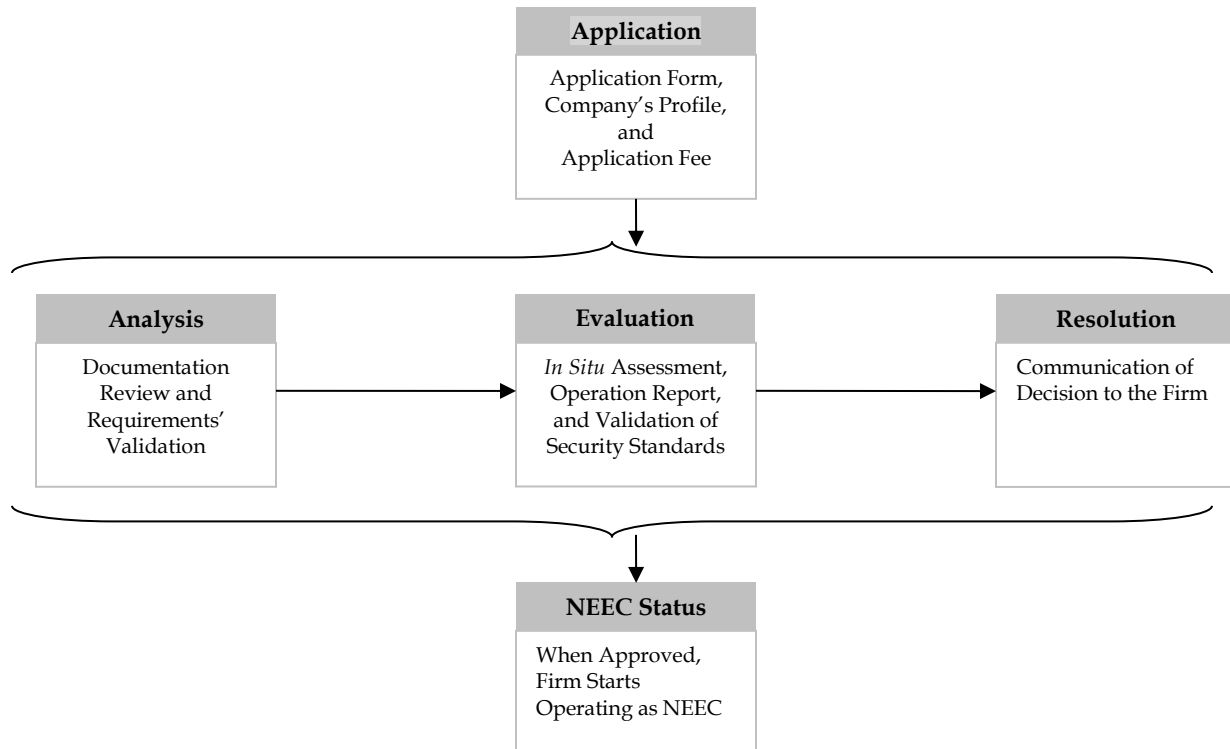 Application
Application Form,
Company’s Profile,
and
Application Fee
Analysis
Documentation
Review and
Requirements’
Validation
Evaluation
In Situ Assessment,
Operation Report,
and Validation of
Security Standards
Resolution
Communication of
Decision to the Firm
NEEC Status
When Approved,
Firm Starts
Operating as NEEC